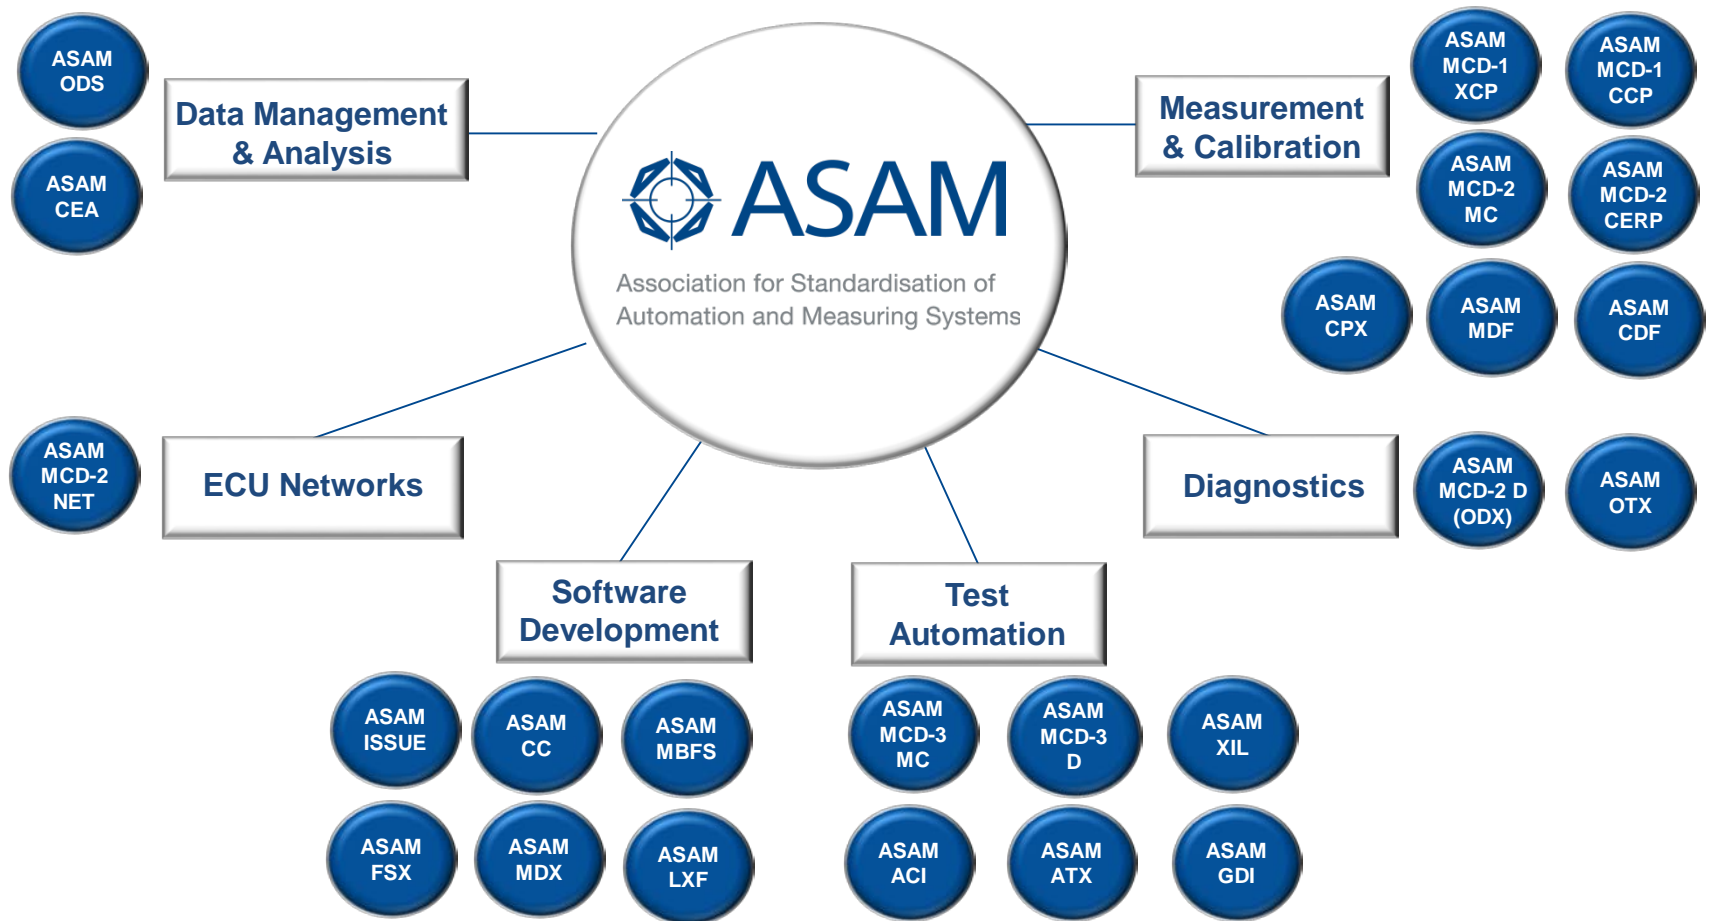 ASAM
ODS
ASAM
CEA
Data Management
& Analysis
ASAM
Association for Standardisation of
Automation and Measuring Systems
Measurement
& Calibration
ASAM
MCD-1
XCP
ASAM
MCD-1
CCP
ASAM
MCD-2
MC
ASAM
MCD-2
CERP
ASAM
CPX
ASAM
MDF
ASAM
CDF
ASAM
MCD-2
NET
ECU Networks
Diagnostics
ASAM
MCD-2 D
(ODX)
ASAM
OTX
Software
Development
Test
Automation
ASAM
ISSUE
ASAM
CC
ASAM
MBFS
ASAM
MCD-3
MC
ASAM
MCD-3
D
ASAM
XIL
ASAM
FSX
ASAM
MDX
ASAM
LXF
ASAM
ACI
ASAM
ATX
ASAM
GDI